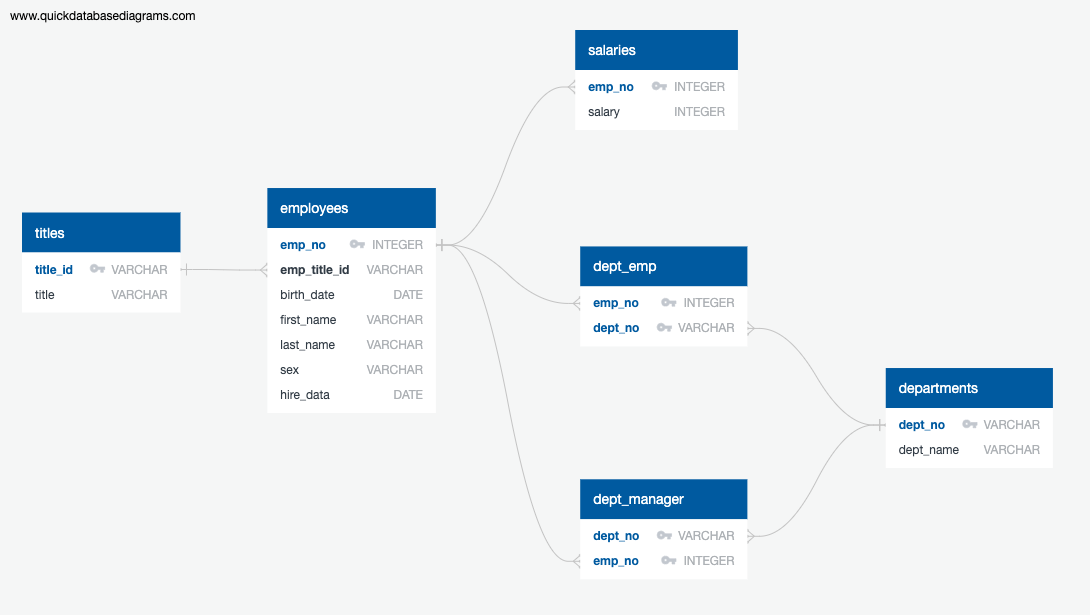 www.quickdatabasediagrams.com
salaries
emp_no INTEGER
salary INTEGER
employees
emp_no INTEGER
emp_title_id VARCHAR
birth_date DATE
first_name VARCHAR
last_name VARCHAR
sex VARCHAR
hire_data DATE
titles
title_id VARCHAR
title VARCHAR
dept_emp
emp_no INTEGER
dept_no VARCHAR
departments
dept_no VARCHAR
dept_name VARCHAR
dept_manager
dept_no VARCHAR
emp_no INTEGER